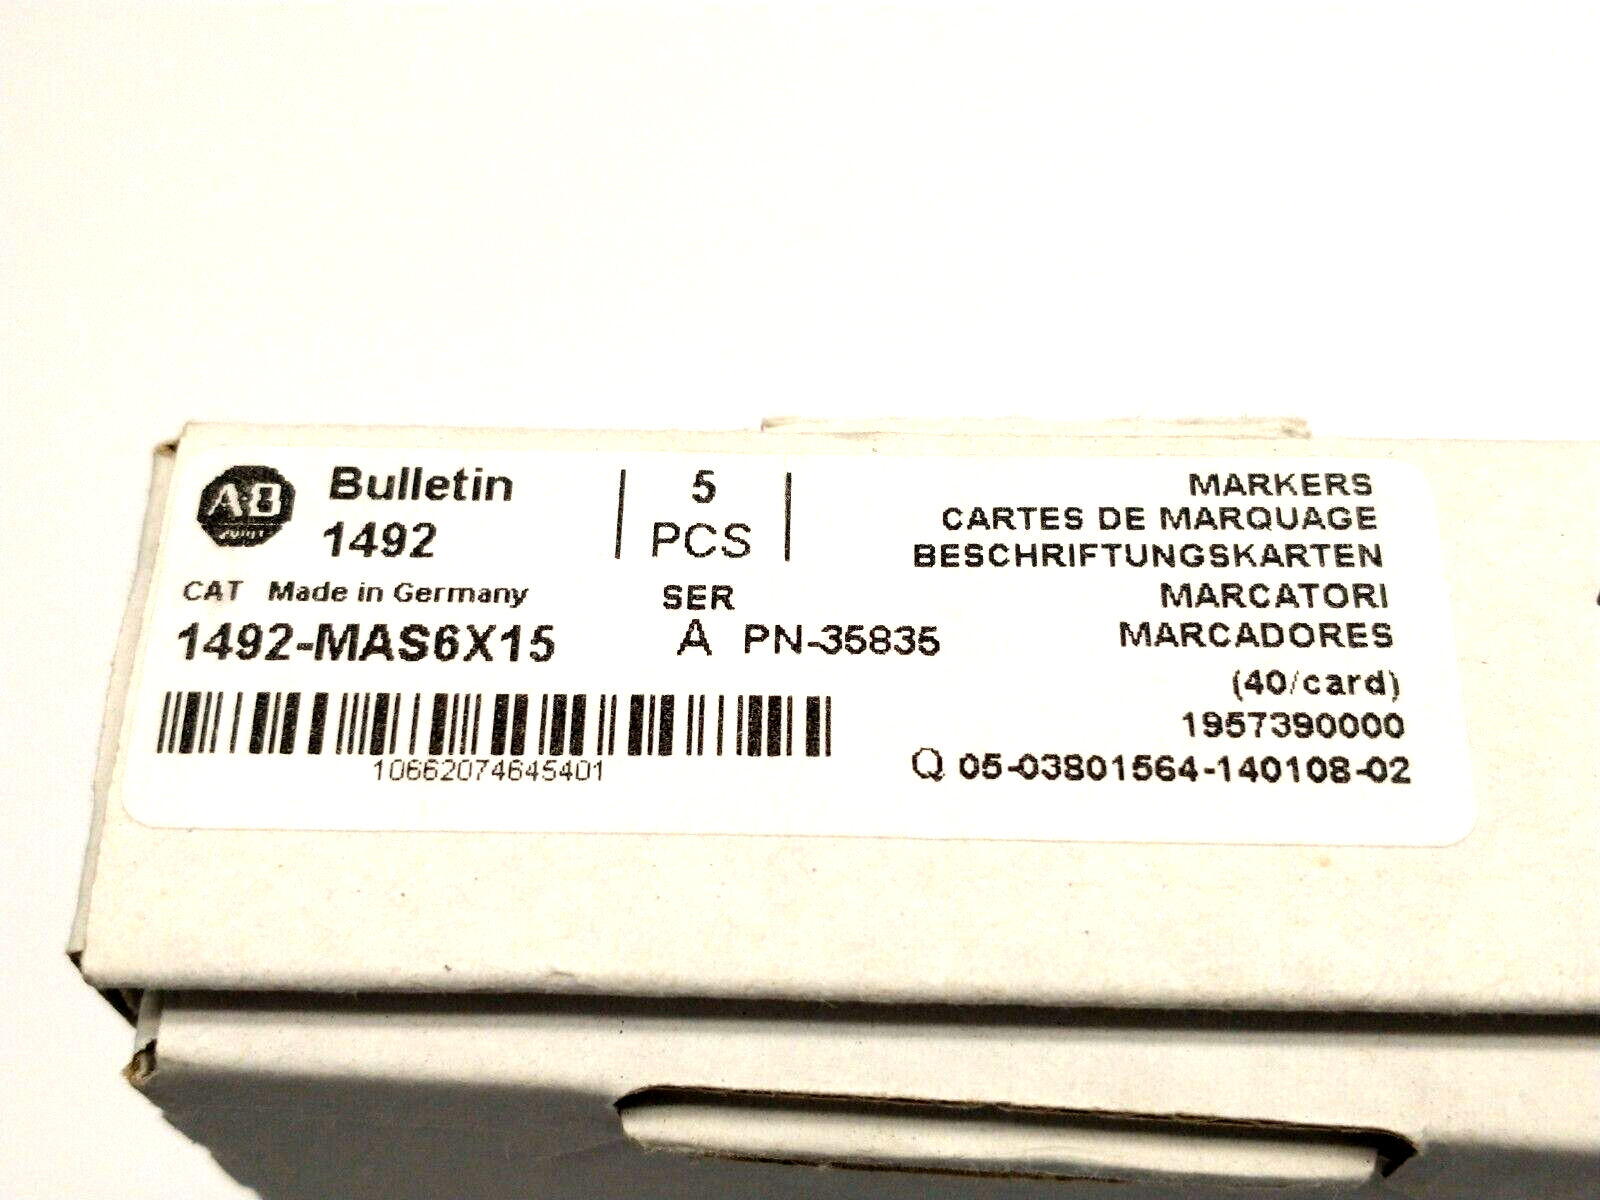 AB
Bulletin
1492
5
PCS
CAT Made in Germany
1492-MAS6X15
SER
A PN-35835
10662074645401
MARKERS
CARTES DE MARQUAGE
BESCHRIFTUNGSKARTEN
MARCATORI
MARCADORES
(40/card)
1957390000
Q 05-03801564-140108-02